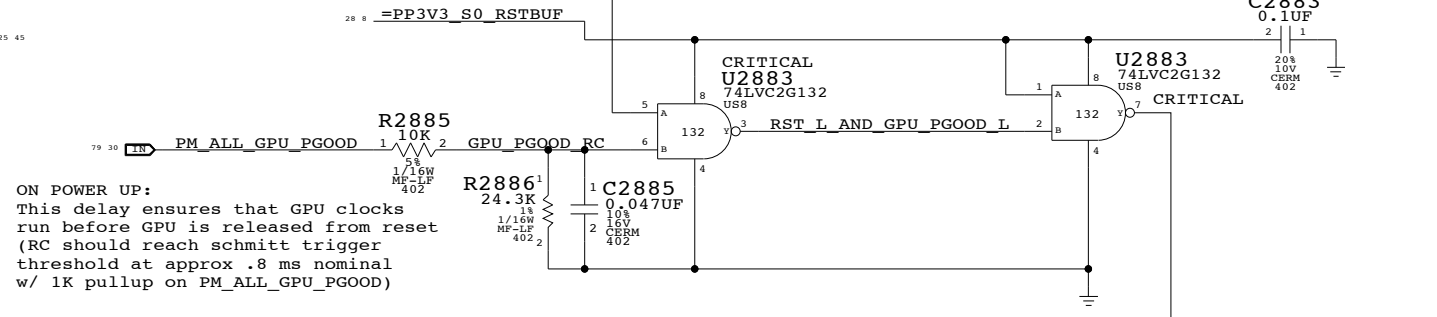 28 8 =PP3V3_S0_RSTBUF
25 45
C2883
0.1UF
2 1
20%
10V
CERM
402
CRITICAL
U2883
74LVC2G132
US8
8
5 A
132
Y 3
6 B
4
RST_L_AND_GPU_PGOOD_L
U2883
74LVC2G132
US8
8
1 A
132
Y 7
CRITICAL
2 B
4
79 30 IN PM_ALL_GPU_PGOOD
R2885
10K
1 2
5%
1/16W
MF-LF
402
GPU_PGOOD_RC
R2886
24.3K
1%
1/16W
MF-LF
402
1
2
C2885
0.047UF
10%
16V
CERM
402
1
2
ON POWER UP:
This delay ensures that GPU clocks
run before GPU is released from reset
(RC should reach schmitt trigger
threshold at approx .8 ms nominal
w/ 1K pullup on PM_ALL_GPU_PGOOD)